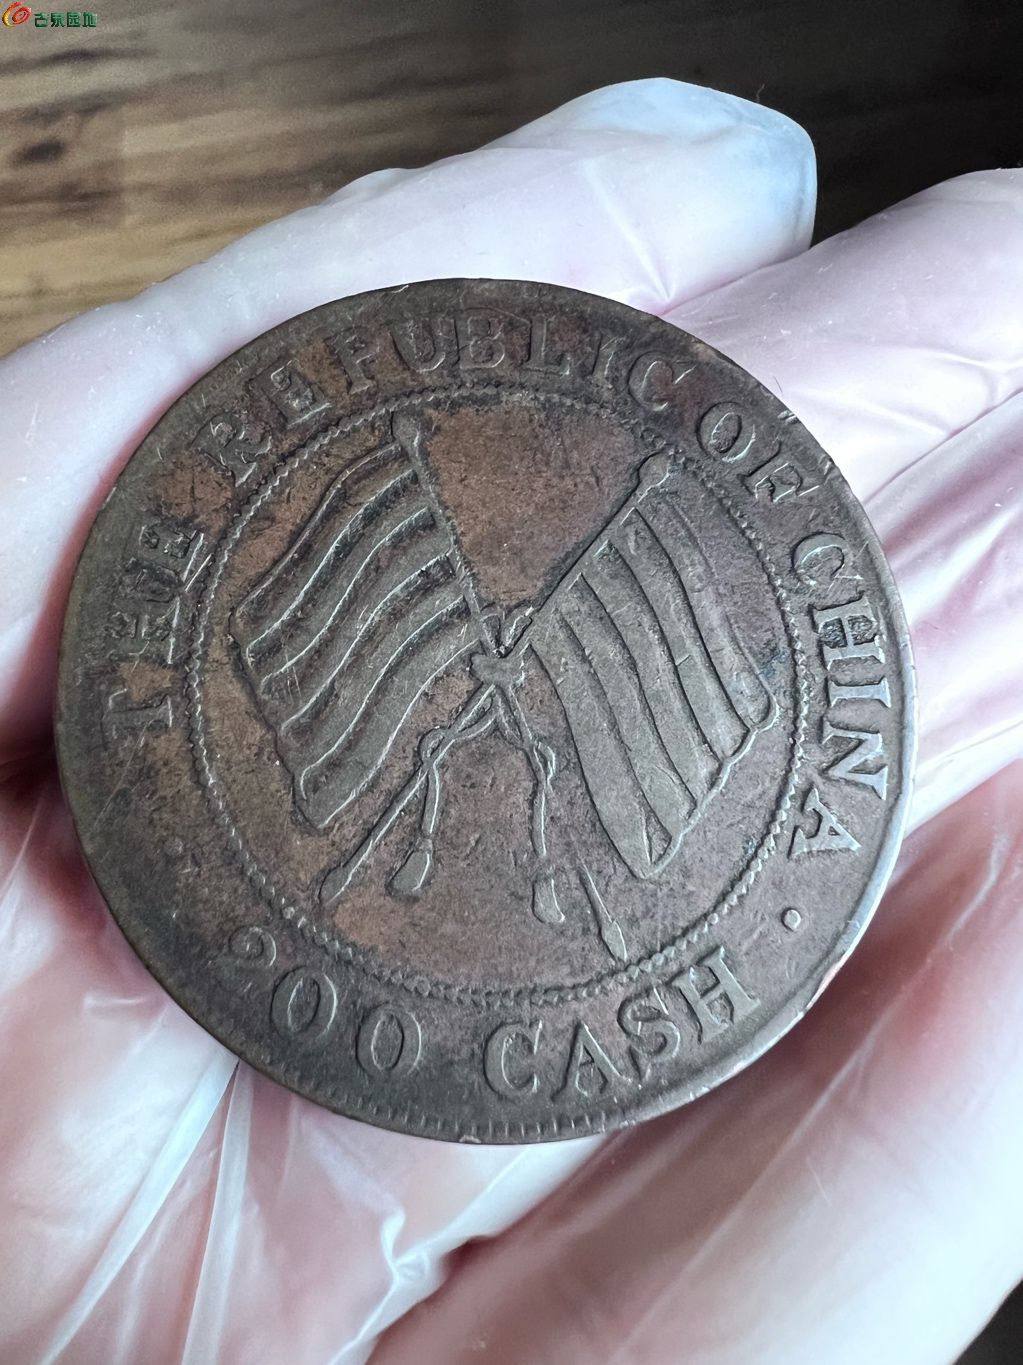 古泉园地
THE REPUBLIC OF CHINA
200 CASH